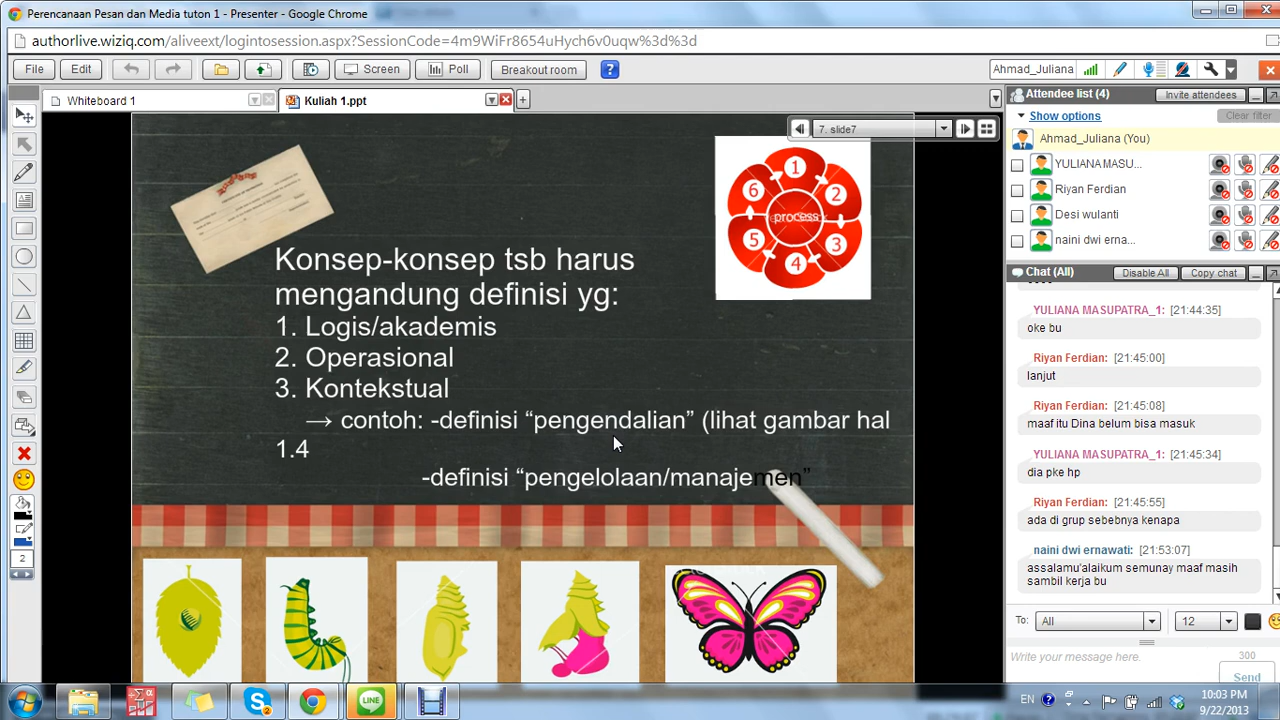 Perencanaan Pesan dan Media tuton 1 - Presenter - Google Chrome
authorlive.wiziq.com/aliveext/logintosession.aspx?SessionCode=4m9WiFr8654uHych6v0uqw%3d%3d
File Edit Screen Poll Breakout room ? Ahmad_Juliana
Whiteboard 1 Kuliah 1.ppt
7. slide7
Konsep-konsep tsb harus
mengandung definisi yg:
1. Logis/akademis
2. Operasional
3. Kontekstual
→ contoh: -definisi “pengendalian” (lihat gambar hal
1.4
-definisi “pengelolaan/manajemen”
process
1
2
3
4
5
6
2
Attendee list (4) Invite attendees
Show options Clear filter
Ahmad_Juliana (You)
YULIANA MASU...
Riyan Ferdian
Desi wulanti
naini dwi erna...
Chat (All) Disable All Copy chat
YULIANA MASUPATRA_1: [21:44:35]
oke bu
Riyan Ferdian: [21:45:00]
lanjut
Riyan Ferdian: [21:45:08]
maaf itu Dina belum bisa masuk
YULIANA MASUPATRA_1: [21:45:34]
dia pke hp
Riyan Ferdian: [21:45:55]
ada di grup sebebnya kenapa
naini dwi ernawati: [21:53:07]
assalamu'alaikum semunay maaf masih
sambil kerja bu
To: All 12
Write your message here. 300
Send
LINE
EN
10:03 PM
9/22/2013